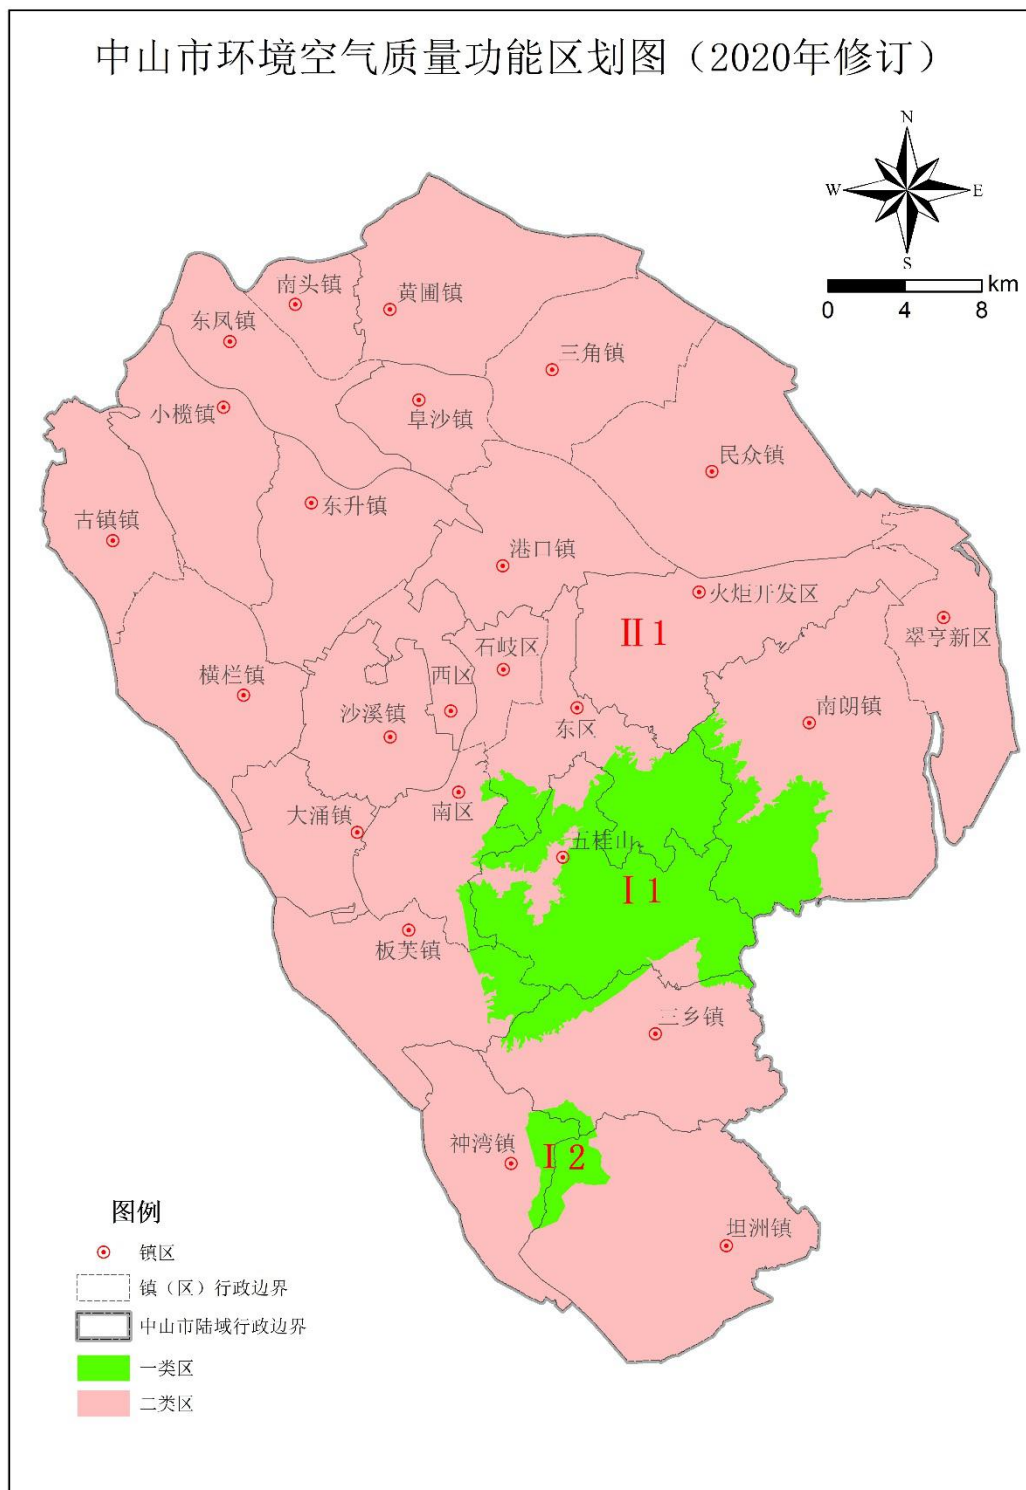 中山市环境空气质量功能区划图（2020年修订）
N
W
E
S
km
0
4
8
南头镇
黄圃镇
东凤镇
三角镇
小榄镇
阜沙镇
民众镇
东升镇
古镇镇
港口镇
火炬开发区
II 1
翠亨新区
石岐区
西区
横栏镇
沙溪镇
东区
南朗镇
南区
大涌镇
五桂山
I 1
板芙镇
三乡镇
神湾镇
I 2
坦洲镇
图例
镇区
镇（区）行政边界
中山市陆域行政边界
一类区
二类区